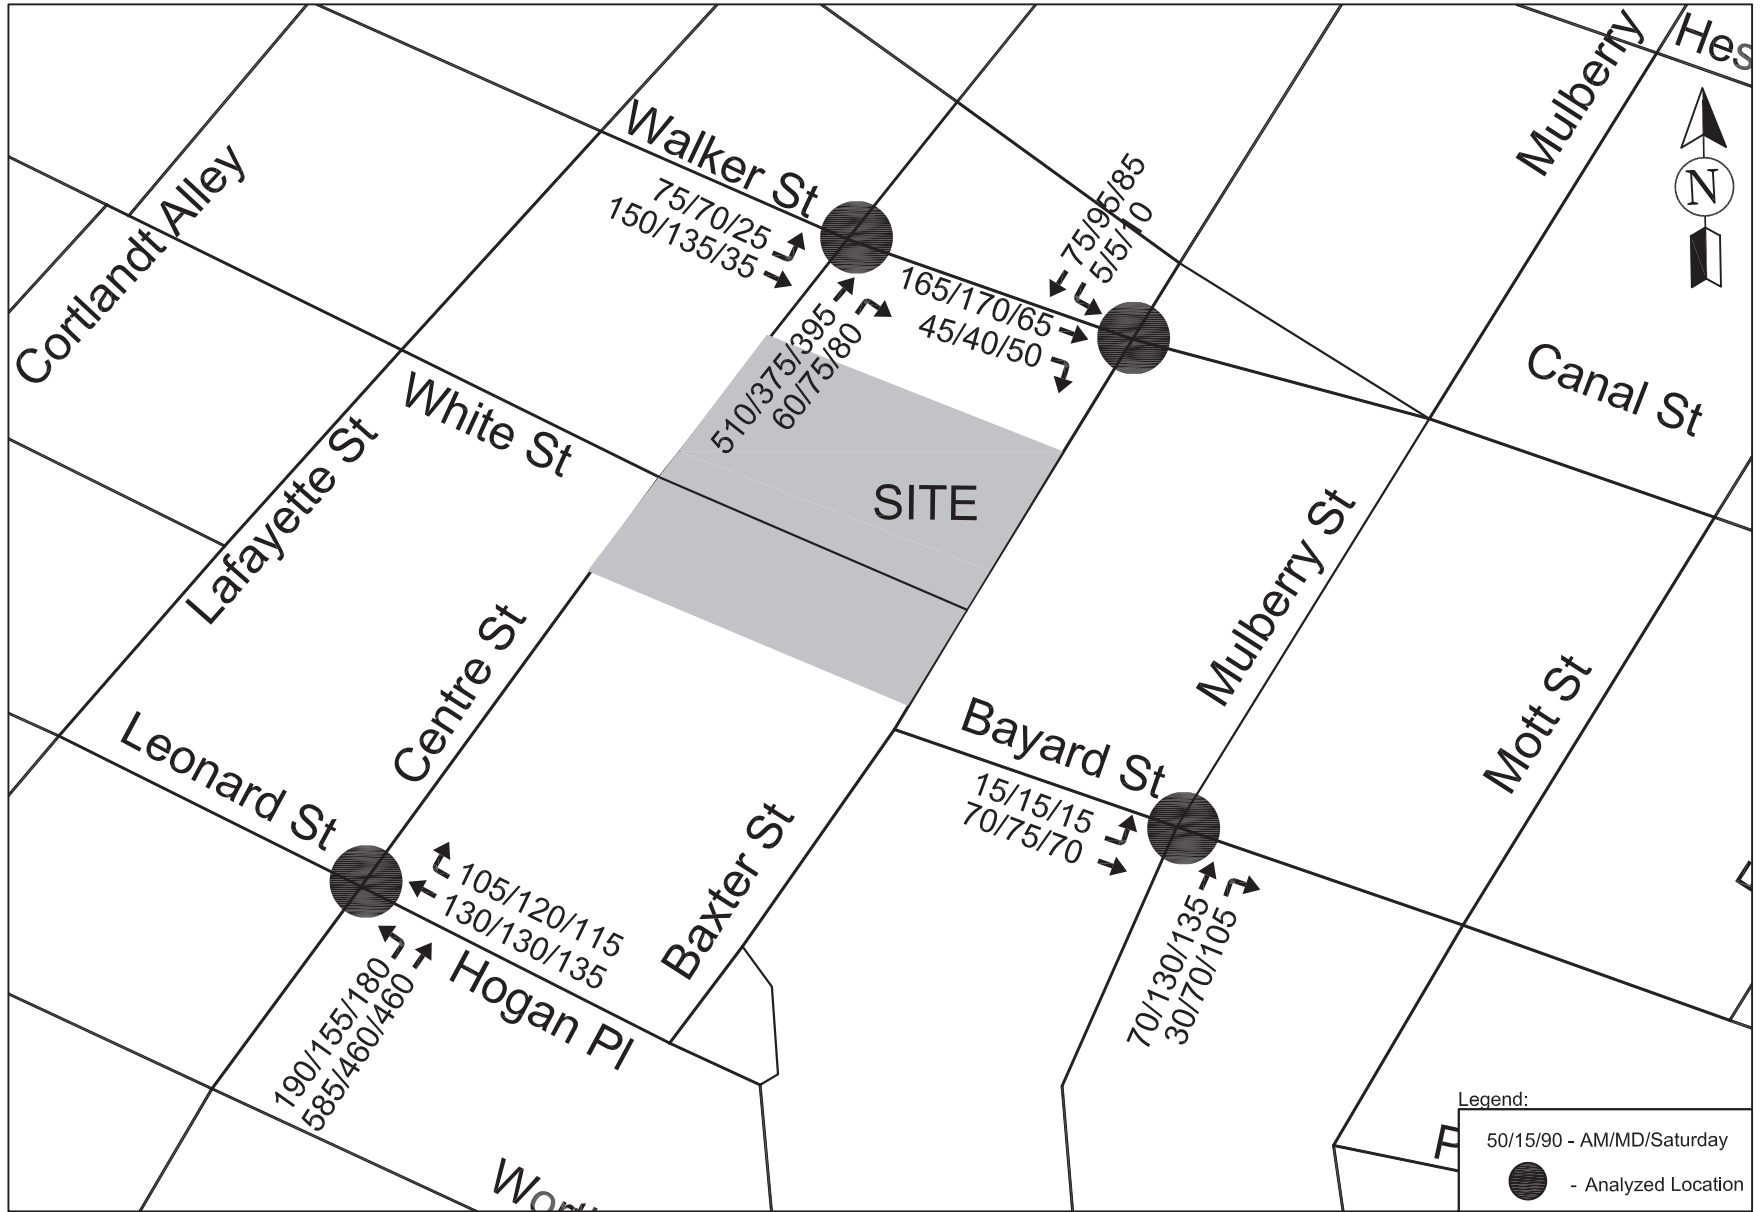 Hes
Mulberry
N
Walker St
75/70/25
150/135/35
75/95/85
5/5/10
Cortlandt Alley
165/170/65
45/40/50
510/375/395
60/75/80
Canal St
White St
Lafayette St
SITE
Mulberry St
Centre St
Mott St
Bayard St
15/15/15
70/75/70
Leonard St
Baxter St
105/120/115
130/130/135
70/130/135
30/70/105
190/155/180
585/460/460
Hogan Pl
Legend:
50/15/90 - AM/MD/Saturday
- Analyzed Location